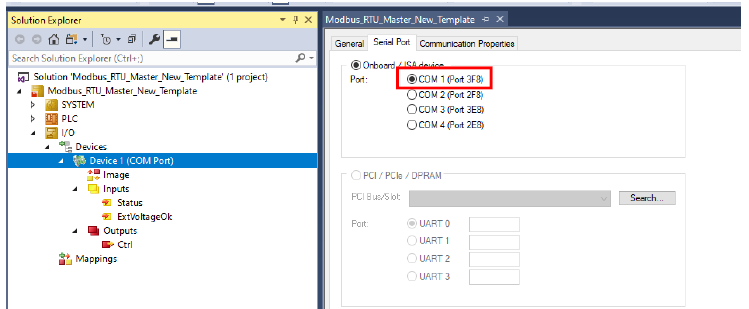 Solution Explorer
Search Solution Explorer (Ctrl+;)
Solution 'Modbus_RTU_Master_New_Template' (1 project)
Modbus_RTU_Master_New_Template
SYSTEM
PLC
I/O
Devices
Device 1 (COM Port)
Image
Inputs
Status
ExtVoltageOk
Outputs
Ctrl
Mappings
Modbus_RTU_Master_New_Template
General Serial Port Communication Properties
Onboard / ISA device
Port: COM 1 (Port 3F8)
COM 2 (Port 2F8)
COM 3 (Port 3E8)
COM 4 (Port 2E8)
PCI / PCIe / DPRAM
PCI Bus/Slot: Search...
Port: UART 0
UART 1
UART 2
UART 3